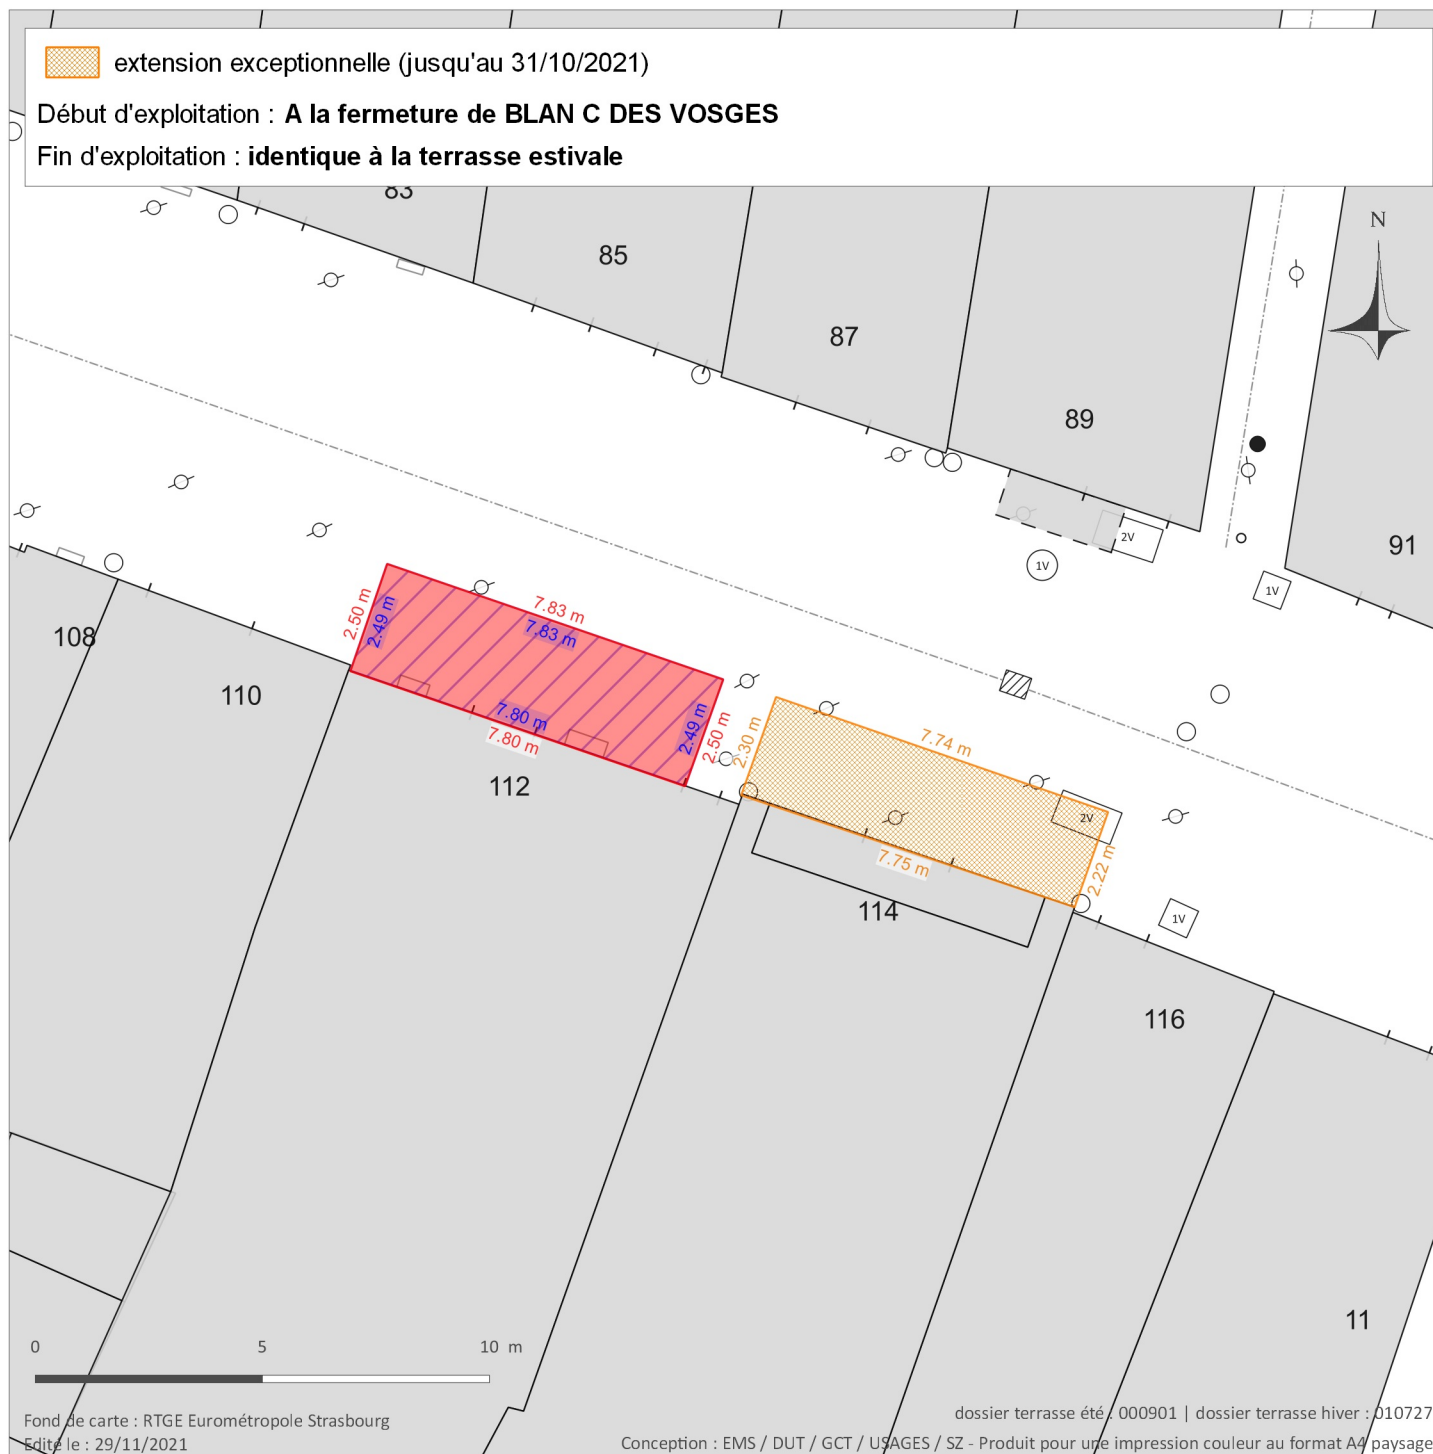 extension exceptionnelle (jusqu'au 31/10/2021)
Début d'exploitation : A la fermeture de BLAN C DES VOSGES
Fin d'exploitation : identique à la terrasse estivale
83
N
85
87
89
91
2V
1V
1V
108
110
2.50 m
2.49 m
7.83 m
7.83 m
7.80 m
7.80 m
2.49 m
2.50 m
112
2.30 m
7.74 m
2V
7.75 m
2.22 m
114
1V
116
11
0 5 10 m
Fond de carte : RTGE Eurométropole Strasbourg
Edité le : 29/11/2021
dossier terrasse été : 000901 | dossier terrasse hiver : 010727
Conception : EMS / DUT / GCT / USAGES / SZ - Produit pour une impression couleur au format A4 paysage